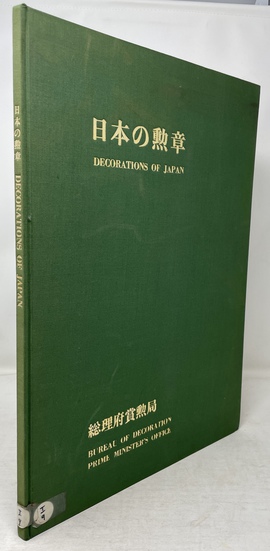 日本の勲章
DECORATIONS OF JAPAN
総理府賞勲局
BUREAU OF DECORATION
PRIME MINISTER'S OFFICE
日本の勲章 DECORATIONS OF JAPAN